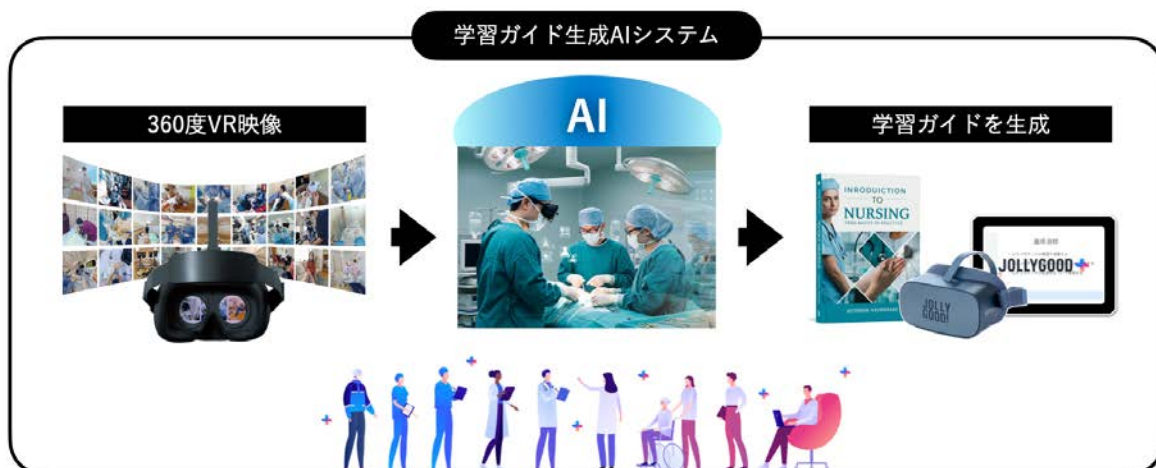 学習ガイド生成AIシステム
360度VR映像
AI
学習ガイドを生成
INRODUICTION
TO
NURSING
JOLLYGOOD+
JOLLY
GOOD!